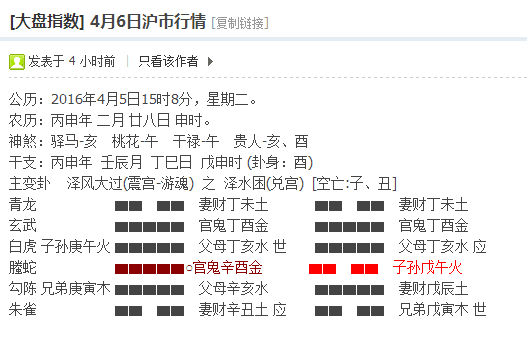 [大盘指数] 4月6日沪市行情 [复制链接]
发表于 4 小时前 | 只看该作者
公历：2016年4月5日15时8分，星期二。
农历：丙申年 二月 廿八日 申时。
神煞：驿马-亥 桃花-午 干禄-午 贵人-亥、酉
干支：丙申年 壬辰月 丁巳日 戊申时 (卦身：酉)
主变卦 泽风大过(震宫-游魂) 之 泽水困(兑宫) [空亡:子、丑]
青龙 妻财丁未土 妻财丁未土
玄武 官鬼丁酉金 官鬼丁酉金
白虎 子孙庚午火 父母丁亥水 世 父母丁亥水 应
螣蛇 ○官鬼辛酉金 子孙戊午火
勾陈 兄弟庚寅木 父母辛亥水 妻财戊辰土
朱雀 妻财辛丑土 应 兄弟戊寅木 世